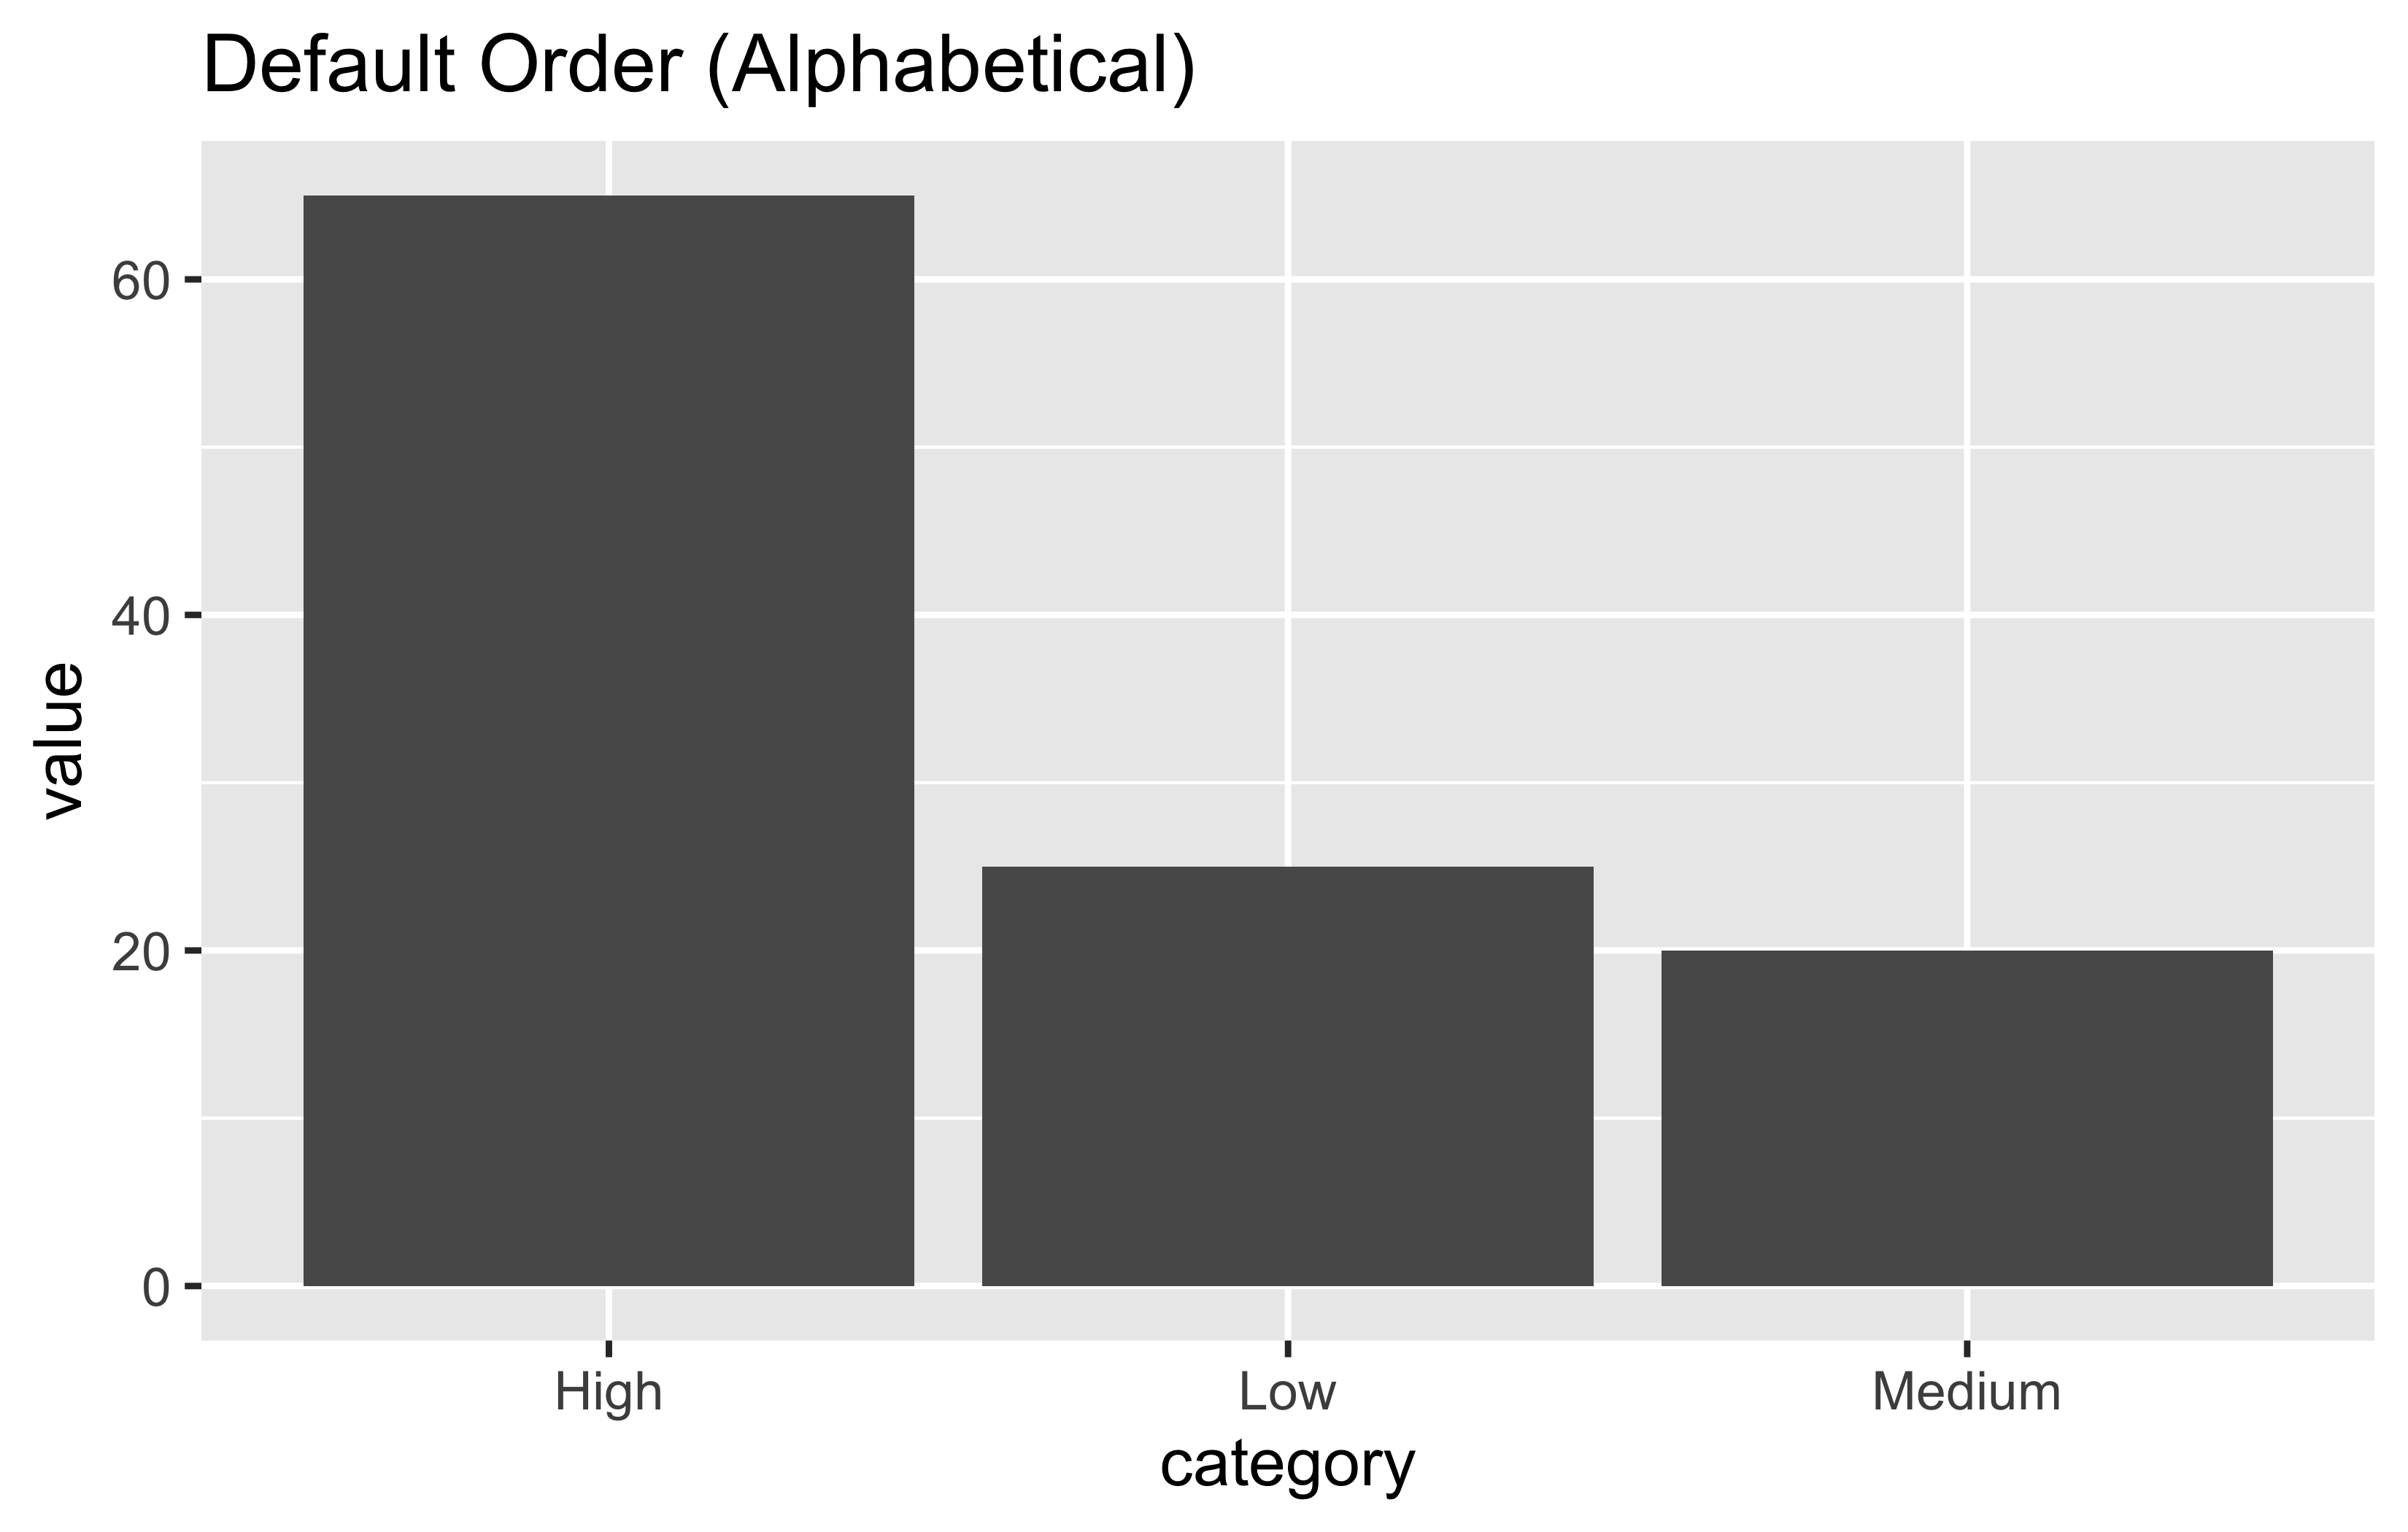 Default Order (Alphabetical)
60
40
20
0
value
High Low Medium
category